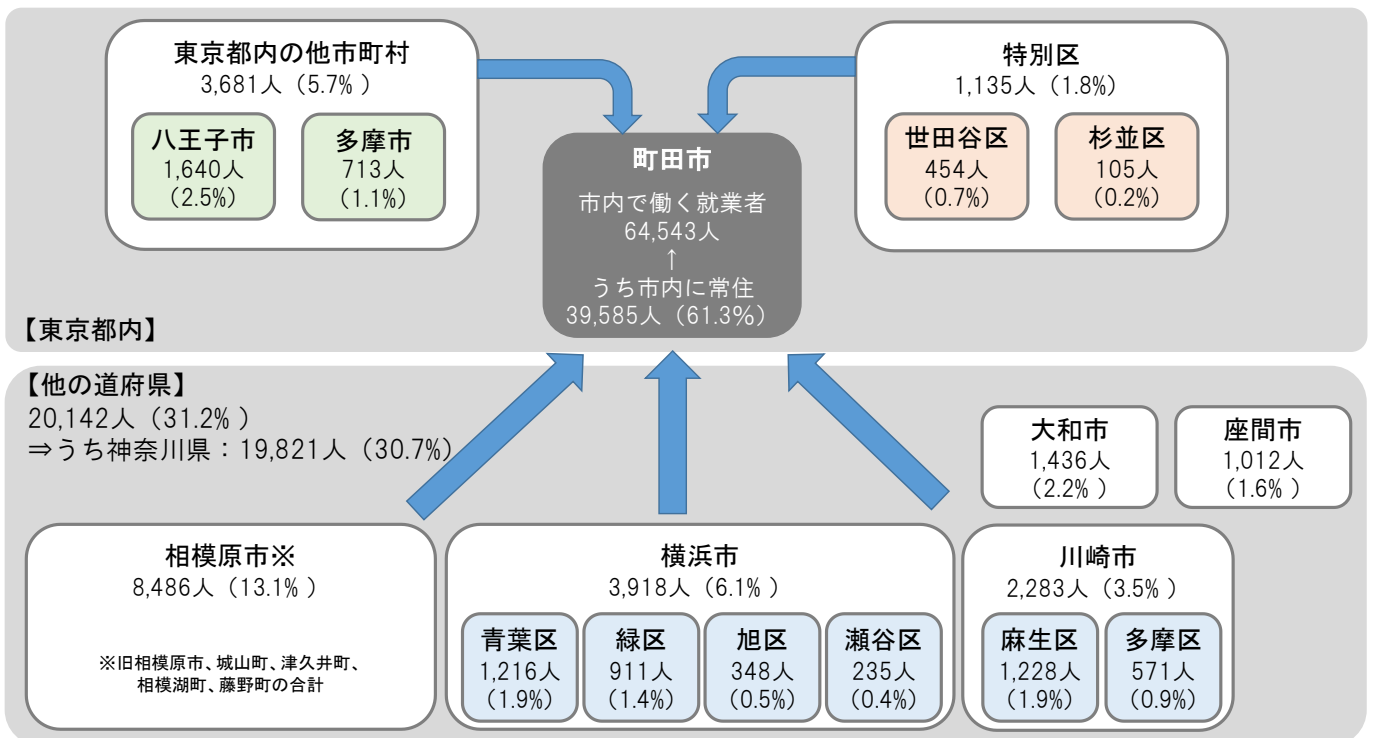 東京都内の他市町村
3,681人（5.7% ）
八王子市
1,640人
(2.5%)
多摩市
713人
(1.1%)
特別区
1,135人（1.8%）
世田谷区
454人
(0.7%)
杉並区
105人
(0.2%)
町田市
市内で働く就業者
64,543人
↑
うち市内に常住
39,585人（61.3%）
【東京都内】
【他の道府県】
20,142人（31.2% ）
⇒うち神奈川県：19,821人（30.7%）
大和市
1,436人
(2.2% )
座間市
1,012人
(1.6% )
相模原市※
8,486人（13.1% ）
※旧相模原市、城山町、津久井町、
相模湖町、藤野町の合計
横浜市
3,918人（6.1% ）
青葉区
1,216人
(1.9%)
緑区
911人
(1.4%)
旭区
348人
(0.5%)
瀬谷区
235人
(0.4%)
川崎市
2,283人（3.5% ）
麻生区
1,228人
(1.9%)
多摩区
571人
(0.9%)